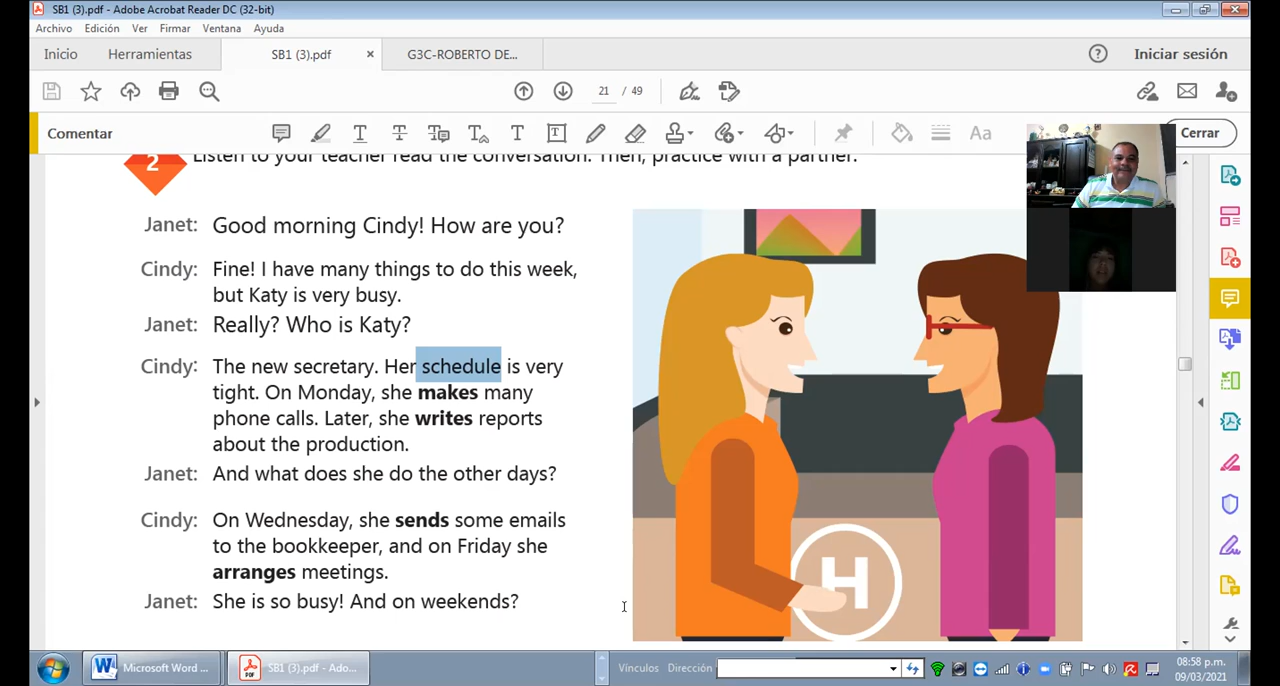 SB1 (3).pdf - Adobe Acrobat Reader DC (32-bit)
Archivo Edición Ver Firmar Ventana Ayuda
Inicio Herramientas SB1 (3).pdf × G3C-ROBERTO DE... ? Iniciar sesión
21 / 49
Comentar Aa Cerrar
2 Listen to your teacher read the conversation. Then, practice with a partner.
Janet: Good morning Cindy! How are you?
Cindy: Fine! I have many things to do this week,
but Katy is very busy.
Janet: Really? Who is Katy?
Cindy: The new secretary. Her schedule is very
tight. On Monday, she makes many
phone calls. Later, she writes reports
about the production.
Janet: And what does she do the other days?
Cindy: On Wednesday, she sends some emails
to the bookkeeper, and on Friday she
arranges meetings.
Janet: She is so busy! And on weekends?
H
Microsoft Word ... SB1 (3).pdf - Ado... Vínculos Dirección 08:58 p.m.
09/03/2021